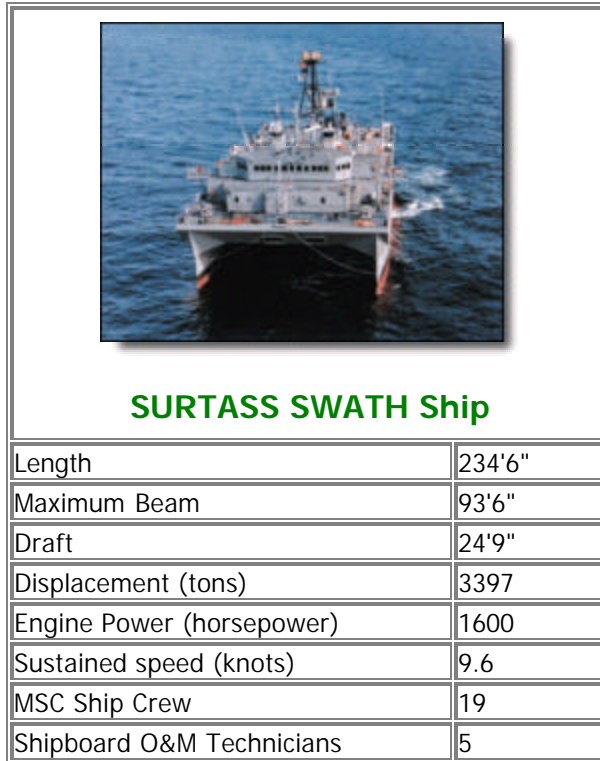 SURTASS SWATH Ship
Length 234'6"
Maximum Beam 93'6"
Draft 24'9"
Displacement (tons) 3397
Engine Power (horsepower) 1600
Sustained speed (knots) 9.6
MSC Ship Crew 19
Shipboard O&M Technicians 5